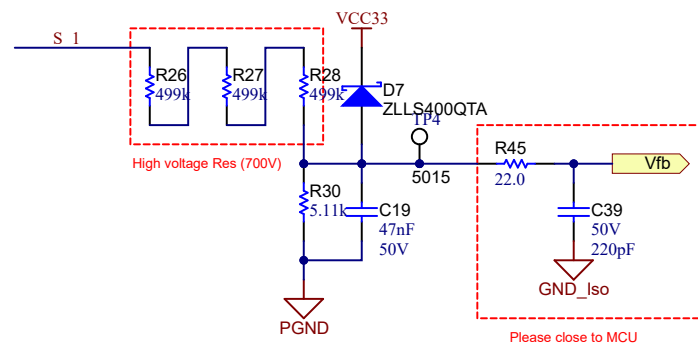 VCC33
S_1
R26
499k
R27
499k
R28
499k
D7
ZLLS400QTA
TP4
5015
High voltage Res (700V)
R30
5.11k
C19
47nF
50V
PGND
R45
22.0
Vfb
C39
50V
220pF
GND_Iso
Please close to MCU